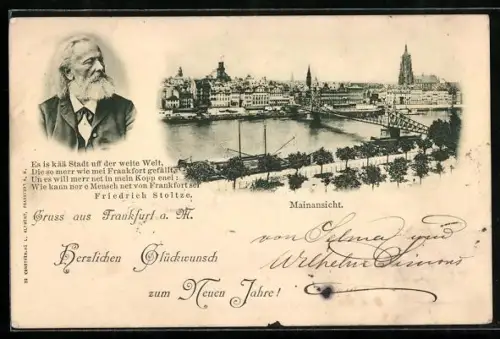 Es is kää Stadt uff der weite Welt,
Die so merr wie mei Frankfort gefällt,
Un es will merr net in mein Kopp enei:
Wie kann nor e Mensch net von Frankfort sei
Friedrich Stoltze.
Mainansicht.
Gruss aus Frankfurt a. M.
Herzlichen Glückwunsch
zum Neuen Jahre!
von Selma und
Wilhelm Simons